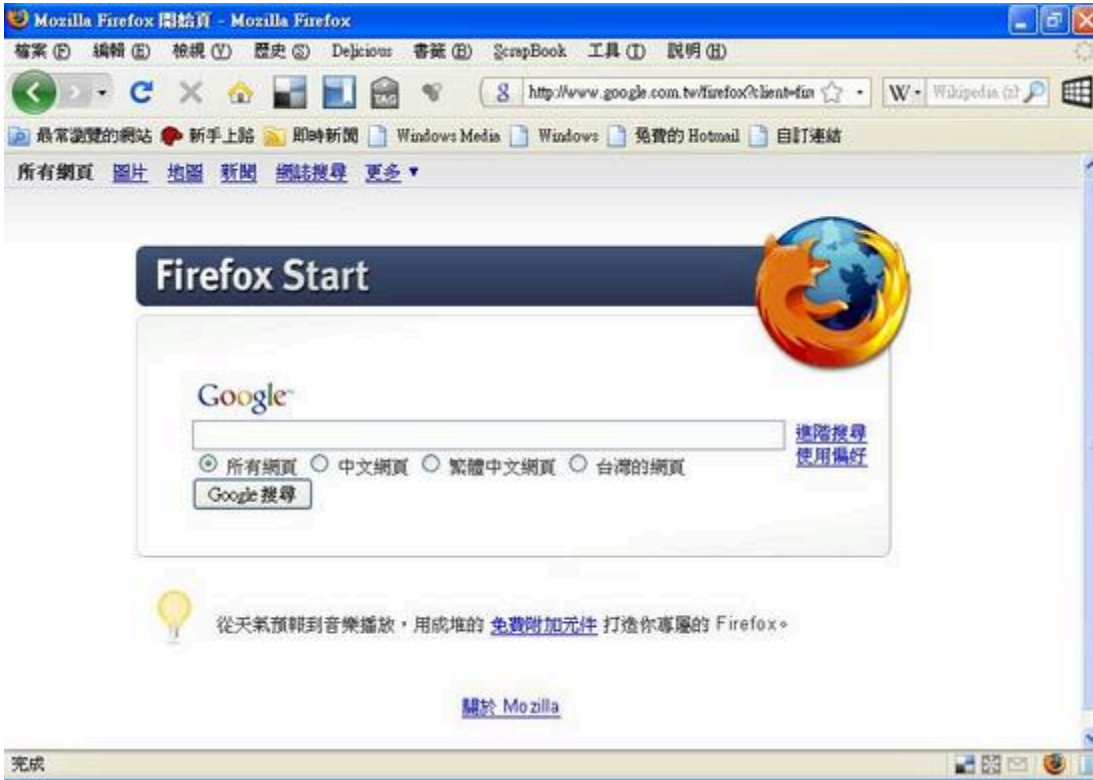 Mozilla Firefox 開始頁 - Mozilla Firefox
檔案 (F) 編輯 (E) 檢視 (V) 歷史 (S) Delicious 書籤 (B) ScrapBook 工具 (T) 說明 (H)
TAG g http://www.google.com.tw/firefox?client=fir W Wikipedia (zh
最常瀏覽的網站 新手上路 即時新聞 Windows Media Windows 免費的 Hotmail 自訂連結
所有網頁 圖片 地圖 新聞 網誌搜尋 更多 ▼
Firefox Start
Google™
進階搜尋
使用偏好
所有網頁 中文網頁 繁體中文網頁 台灣的網頁
Google 搜尋
從天氣預報到音樂播放，用成堆的 免費附加元件 打造你專屬的 Firefox。
關於 Mozilla
完成